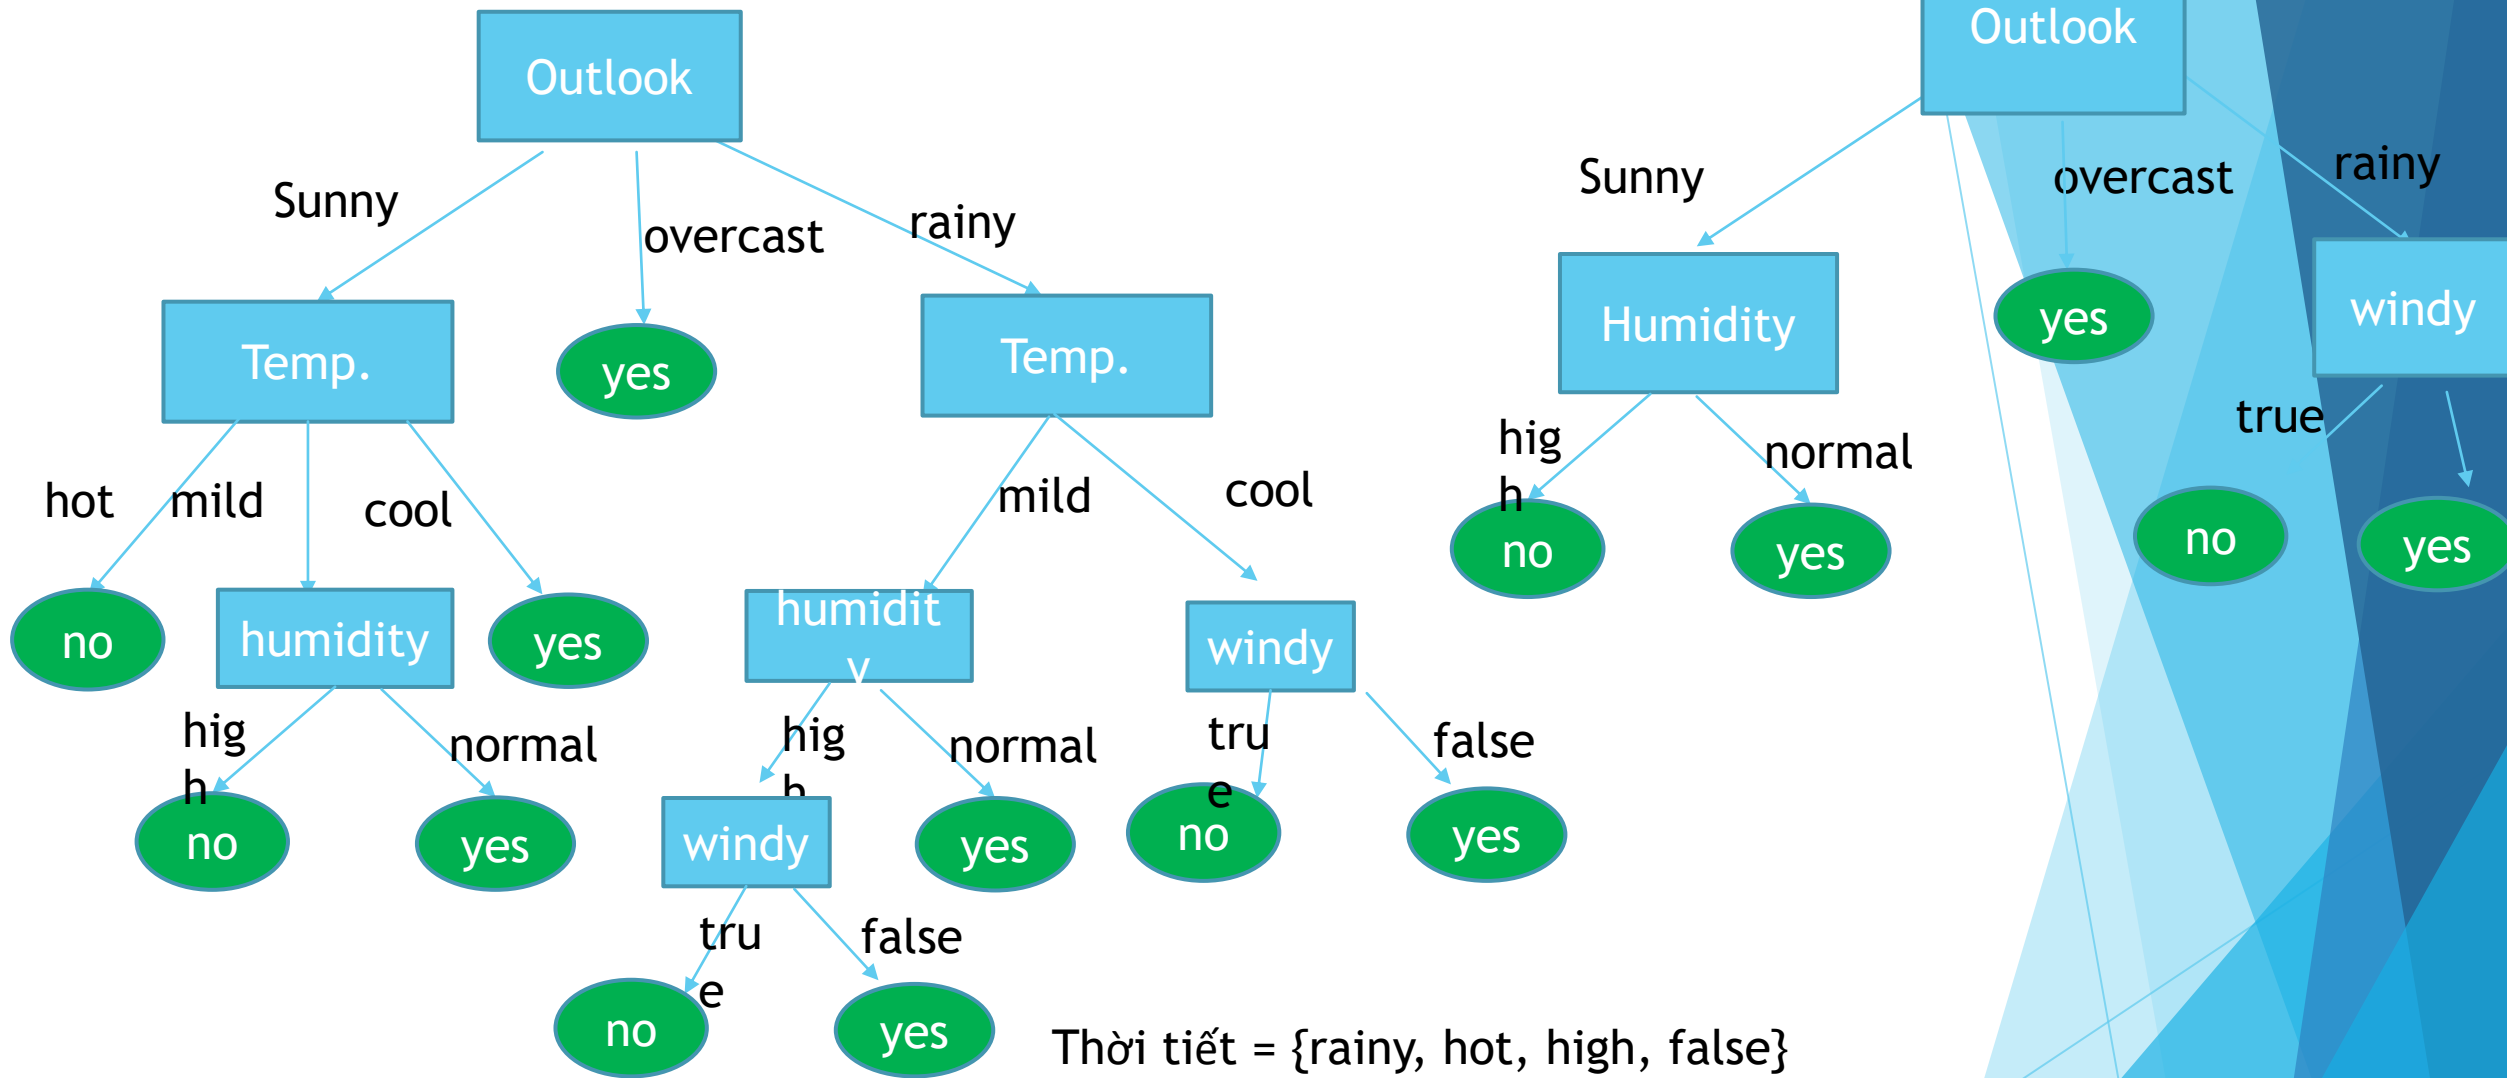 Outlook
Sunny
overcast
rainy
Temp.
yes
Temp.
hot
mild
cool
mild
cool
no
humidity
yes
humidit
y
windy
hig
h
normal
hig
h
normal
tru
e
false
no
yes
windy
yes
no
yes
tru
e
false
no
yes
Outlook
Sunny
overcast
rainy
Humidity
yes
windy
hig
h
normal
true
no
yes
no
yes
Thời tiết = {rainy, hot, high, false}